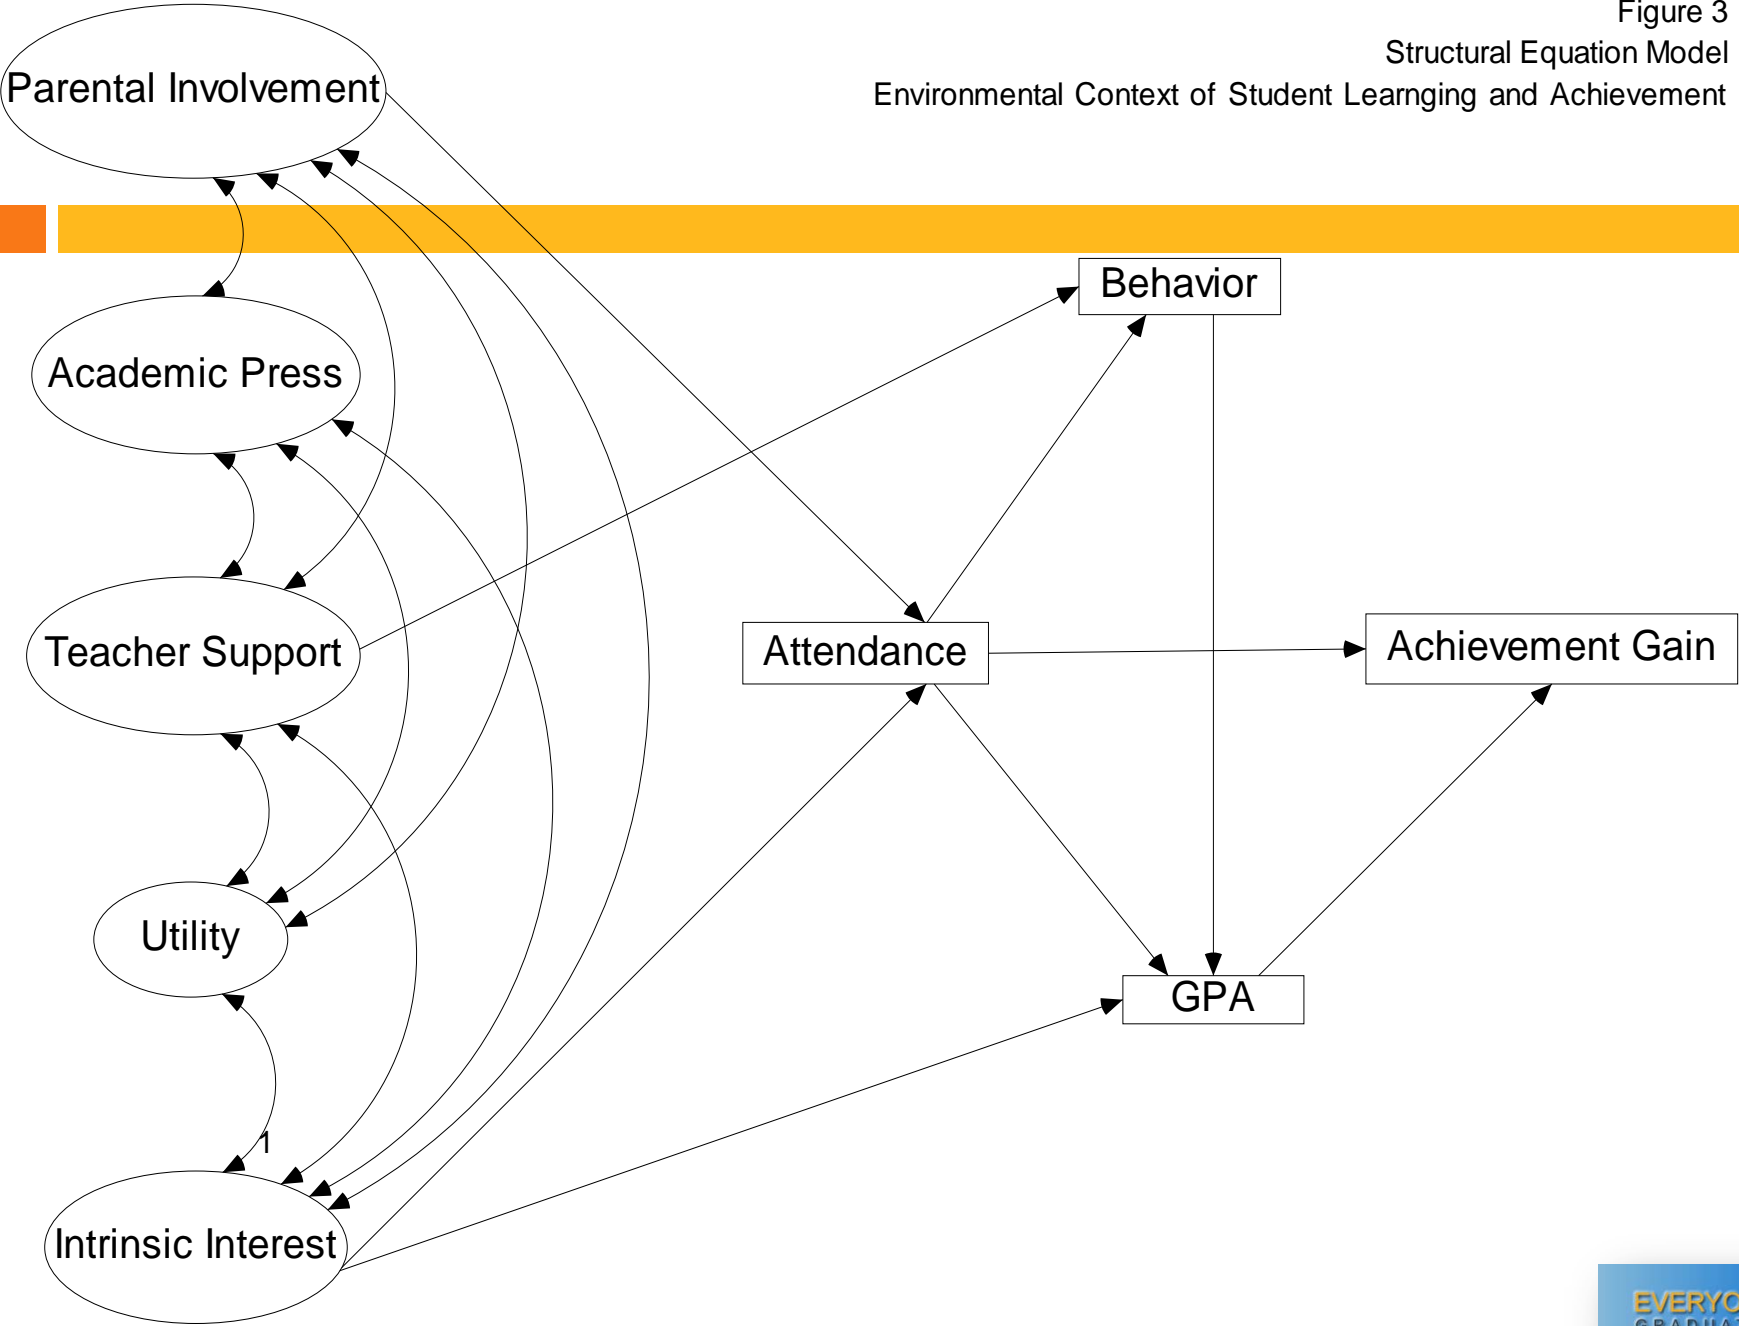 Figure 3
Structural Equation Model
Environmental Context of Student Learnging and Achievement
Parental Involvement
Behavior
Academic Press
Teacher Support
Attendance
Achievement Gain
Utility
GPA
1
Intrinsic Interest